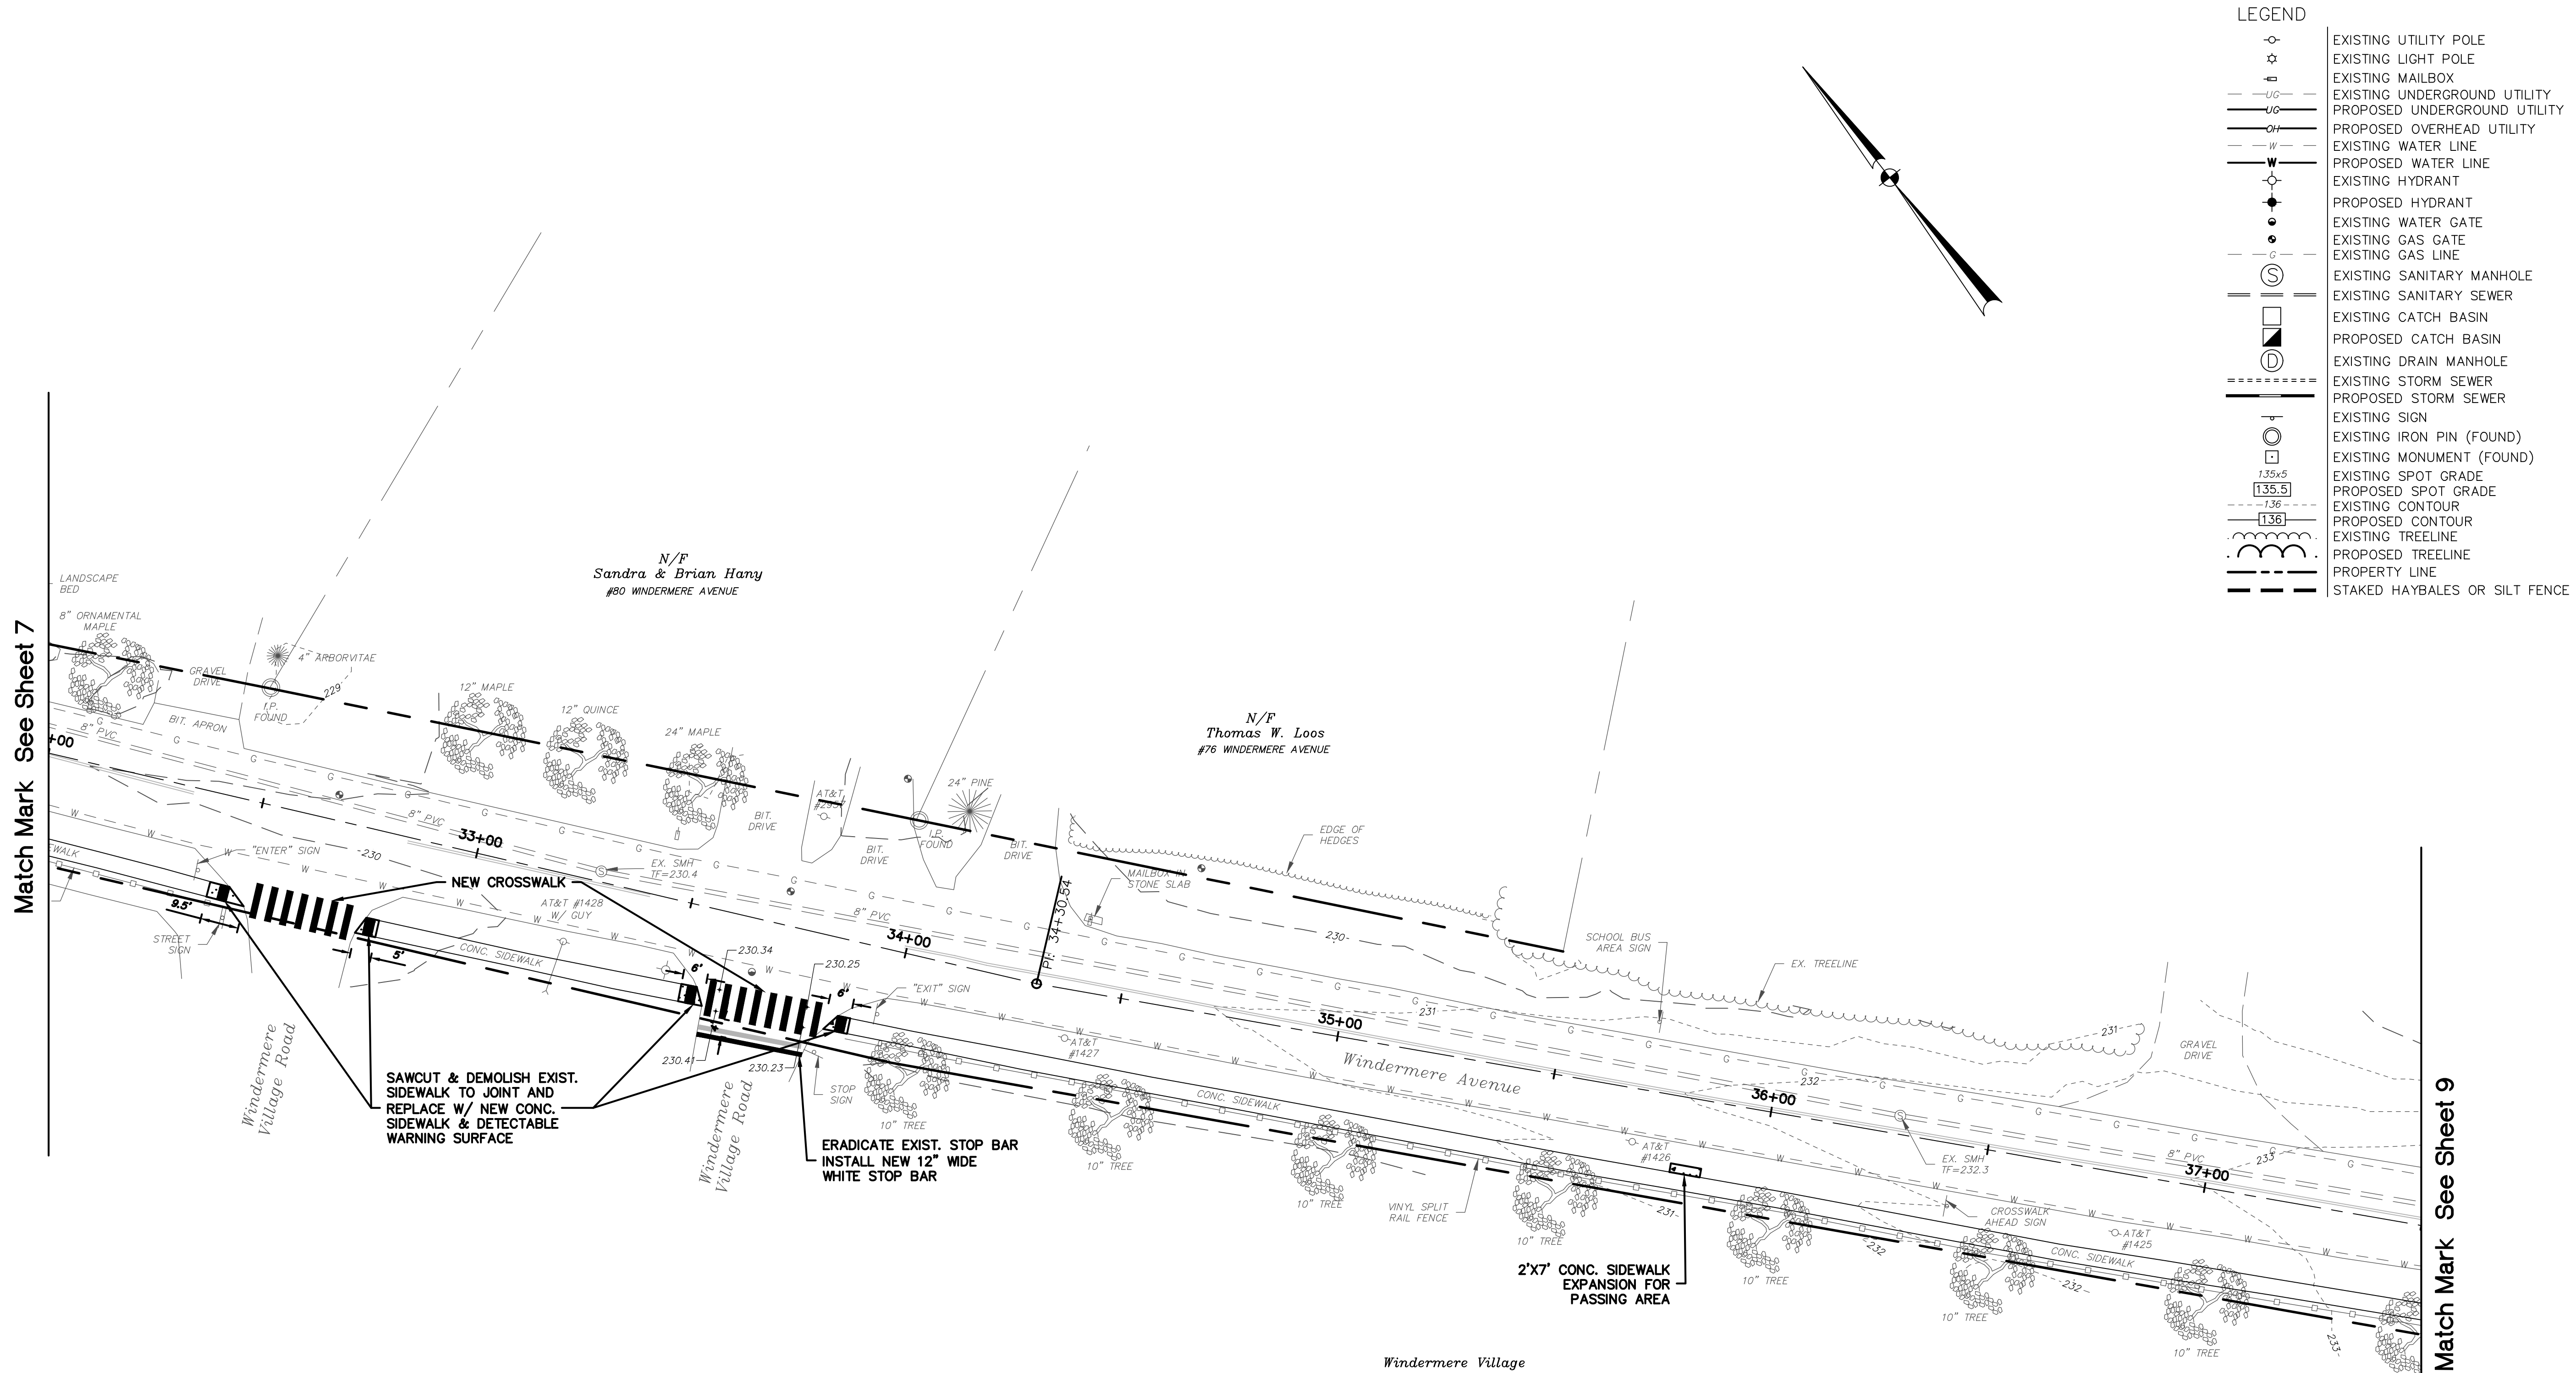 LEGEND
EXISTING UTILITY POLE
EXISTING LIGHT POLE
EXISTING MAILBOX
UG EXISTING UNDERGROUND UTILITY
UG PROPOSED UNDERGROUND UTILITY
OH PROPOSED OVERHEAD UTILITY
W EXISTING WATER LINE
W PROPOSED WATER LINE
EXISTING HYDRANT
PROPOSED HYDRANT
EXISTING WATER GATE
EXISTING GAS GATE
G EXISTING GAS LINE
S EXISTING SANITARY MANHOLE
EXISTING SANITARY SEWER
EXISTING CATCH BASIN
PROPOSED CATCH BASIN
D EXISTING DRAIN MANHOLE
EXISTING STORM SEWER
PROPOSED STORM SEWER
EXISTING SIGN
EXISTING IRON PIN (FOUND)
EXISTING MONUMENT (FOUND)
135x5 EXISTING SPOT GRADE
135.5 PROPOSED SPOT GRADE
136 EXISTING CONTOUR
136 PROPOSED CONTOUR
EXISTING TREELINE
PROPOSED TREELINE
PROPERTY LINE
STAKED HAYBALES OR SILT FENCE
Match Mark See Sheet 7
LANDSCAPE
BED
8" ORNAMENTAL
MAPLE
GRAVEL
DRIVE
4" ARBORVITAE
229
I.P.
FOUND
BIT. APRON
8" PVC
+00
N/F
Sandra & Brian Hany
#80 WINDERMERE AVENUE
12" MAPLE
12" QUINCE
24" MAPLE
BIT.
DRIVE
AT&T
BIT.
DRIVE
24" PINE
I.P.
FOUND
BIT.
DRIVE
N/F
Thomas W. Loos
#76 WINDERMERE AVENUE
EDGE OF
HEDGES
MAILBOX IN
STONE SLAB
PI: 34+30.54
8" PVC
33+00
EX. SMH
TF=230.4
S
"ENTER" SIGN
230
NEW CROSSWALK
AT&T #1428
W/ GUY
9.5'
STREET
SIGN
5'
CONC. SIDEWALK
EWALK
8" PVC
34+00
230.34
230.25
6'
6'
"EXIT" SIGN
4'
230.41
230.23
STOP
SIGN
Windermere
Village Road
Windermere
Village Road
SAWCUT & DEMOLISH EXIST.
SIDEWALK TO JOINT AND
REPLACE W/ NEW CONC.
SIDEWALK & DETECTABLE
WARNING SURFACE
ERADICATE EXIST. STOP BAR
INSTALL NEW 12" WIDE
WHITE STOP BAR
10" TREE
AT&T
#1427
35+00
Windermere Avenue
230
231
SCHOOL BUS
AREA SIGN
EX. TREELINE
231
232
GRAVEL
DRIVE
CONC. SIDEWALK
10" TREE
10" TREE
VINYL SPLIT
RAIL FENCE
AT&T
#1426
36+00
S
EX. SMH
TF=232.3
8" PVC
37+00
233
10" TREE
231
2'X7' CONC. SIDEWALK
EXPANSION FOR
PASSING AREA
10" TREE
232
CROSSWALK
AHEAD SIGN
10" TREE
232
CONC. SIDEWALK
AT&T
#1425
10" TREE
233
Windermere Village
Match Mark See Sheet 9